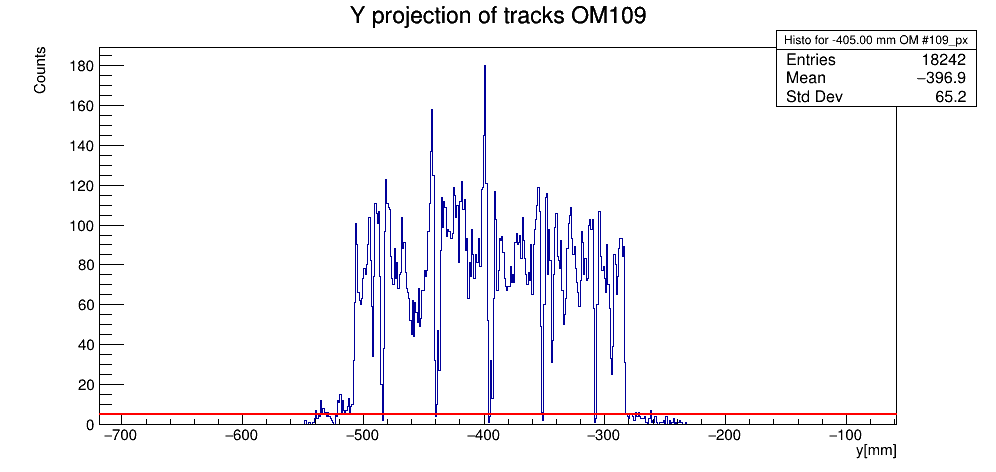 Y projection of tracks OM109
Histo for -405.00 mm OM #109_px
Entries 18242
Mean −396.9
Std Dev 65.2
Counts
180
160
140
120
100
80
60
40
20
0
−700 −600 −500 −400 −300 −200 −100
y[mm]